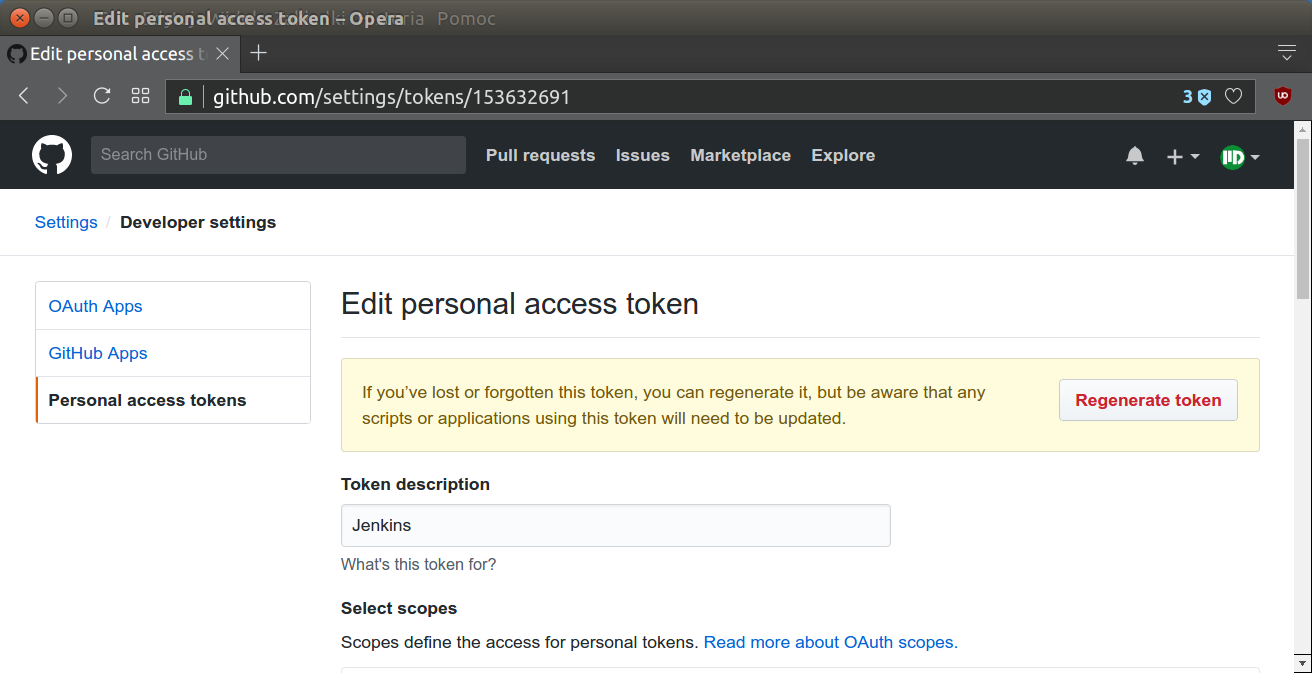 Edit personal access token – Opera
Pomoc
Edit personal access t
github.com/settings/tokens/153632691
3
Search GitHub
Pull requests
Issues
Marketplace
Explore
Settings / Developer settings
OAuth Apps
GitHub Apps
Personal access tokens
Edit personal access token
If you’ve lost or forgotten this token, you can regenerate it, but be aware that any
scripts or applications using this token will need to be updated.
Regenerate token
Token description
Jenkins
What's this token for?
Select scopes
Scopes define the access for personal tokens. Read more about OAuth scopes.